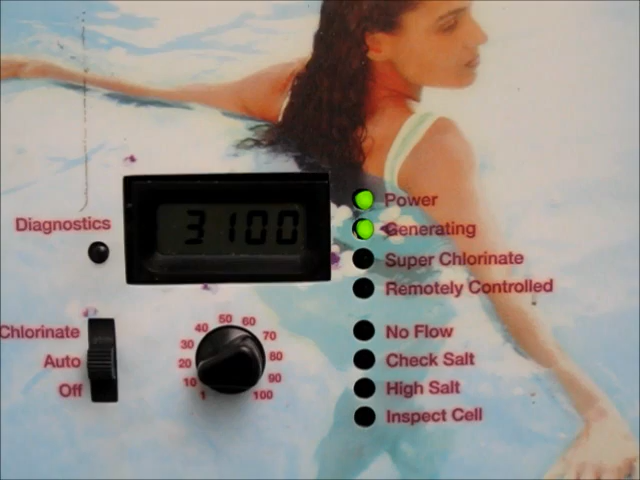 Diagnostics
3100
Power
Generating
Super Chlorinate
Remotely Controlled
No Flow
Check Salt
High Salt
Inspect Cell
Chlorinate
Auto
Off
1
10
20
30
40
50
60
70
80
90
100